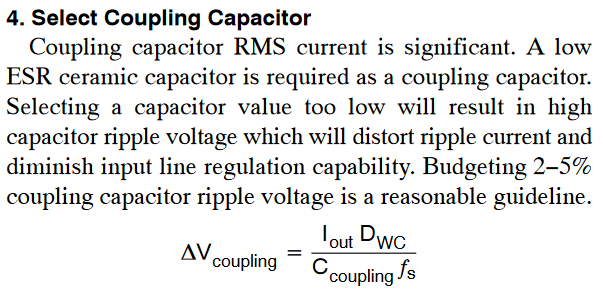 4. Select Coupling Capacitor
Coupling capacitor RMS current is significant. A low
ESR ceramic capacitor is required as a coupling capacitor.
Selecting a capacitor value too low will result in high
capacitor ripple voltage which will distort ripple current and
diminish input line regulation capability. Budgeting 2–5%
coupling capacitor ripple voltage is a reasonable guideline.
ΔV_coupling = (I_out D_WC) / (C_coupling f_s)